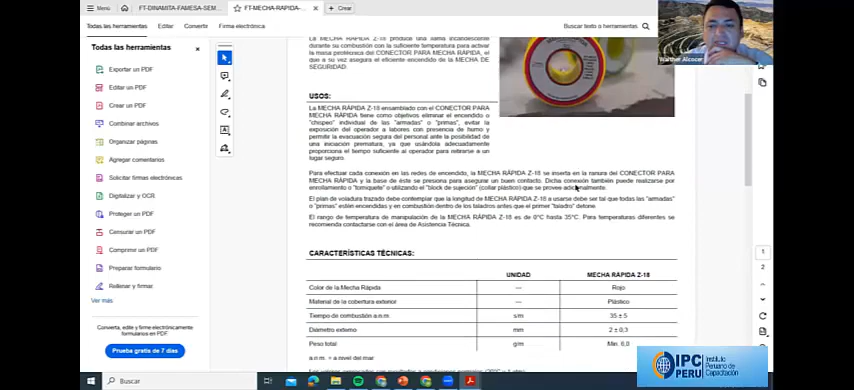 Menú
FT-DINAMITA-FAMESA-SEM...
FT-MECHA-RAPIDA-...
Crear
Todas las herramientas
Editar
Convertir
Firma electrónica
Buscar texto o herramientas
Todas las herramientas
Exportar un PDF
Editar un PDF
Crear un PDF
Combinar archivos
Organizar páginas
Agregar comentarios
Solicitar firmas electrónicas
Digitalizar y OCR
Proteger un PDF
Censurar un PDF
Comprimir un PDF
Preparar formulario
Rellenar y firmar
Ver más
Convierta, edite y firme electrónicamente
formularios en PDF.
Prueba gratis de 7 días
La MECHA RÁPIDA Z-18 produce una llama incandescente
durante su combustión con la suficiente temperatura para activar
la masa pirotécnica del CONECTOR PARA MECHA RÁPIDA, el
que a su vez asegura el eficiente encendido de la MECHA DE
SEGURIDAD.
USOS:
La MECHA RÁPIDA Z-18 ensamblado con el CONECTOR PARA
MECHA RÁPIDA tiene como objetivos eliminar el encendido o
"chispeo" individual de las "armadas" o "primas", evitar la
exposición del operador a labores con presencia de humo y
permitir la evacuación segura del personal ante la posibilidad de
una iniciación prematura, ya que usándola adecuadamente
proporciona el tiempo suficiente al operador para retirarse a un
lugar seguro.
Para efectuar cada conexión en las redes de encendido, la MECHA RÁPIDA Z-18 se inserta en la ranura del CONECTOR PARA
MECHA RÁPIDA y la base de éste se presiona para asegurar un buen contacto. Dicha conexión también puede realizarse por
enrollamiento o "torniquete" o utilizando el "block de sujeción" (collar plástico) que se provee adicionalmente.
El plan de voladura trazado debe contemplar que la longitud de MECHA RÁPIDA Z-18 a usarse debe ser tal que todas las "armadas"
o "primas" estén encendidas y en combustión dentro de los taladros antes que el primer "taladro" detone.
El rango de temperatura de manipulación de la MECHA RÁPIDA Z-18 es de 0°C hasta 35°C. Para temperaturas diferentes se
recomienda contactarse con el área de Asistencia Técnica.
CARACTERÍSTICAS TÉCNICAS:
UNIDAD MECHA RÁPIDA Z-18
Color de la Mecha Rápida --- Rojo
Material de la cobertura exterior --- Plástico
Tiempo de combustión a.n.m. s/m 35 ± 5
Diámetro externo mm 2 ± 0,3
Peso total g/m Min. 6,0
a.n.m. = a nivel del mar
Walther Alcocer
1
2
IPC
PERÚ
Instituto
Peruano de
Capacitación
Buscar